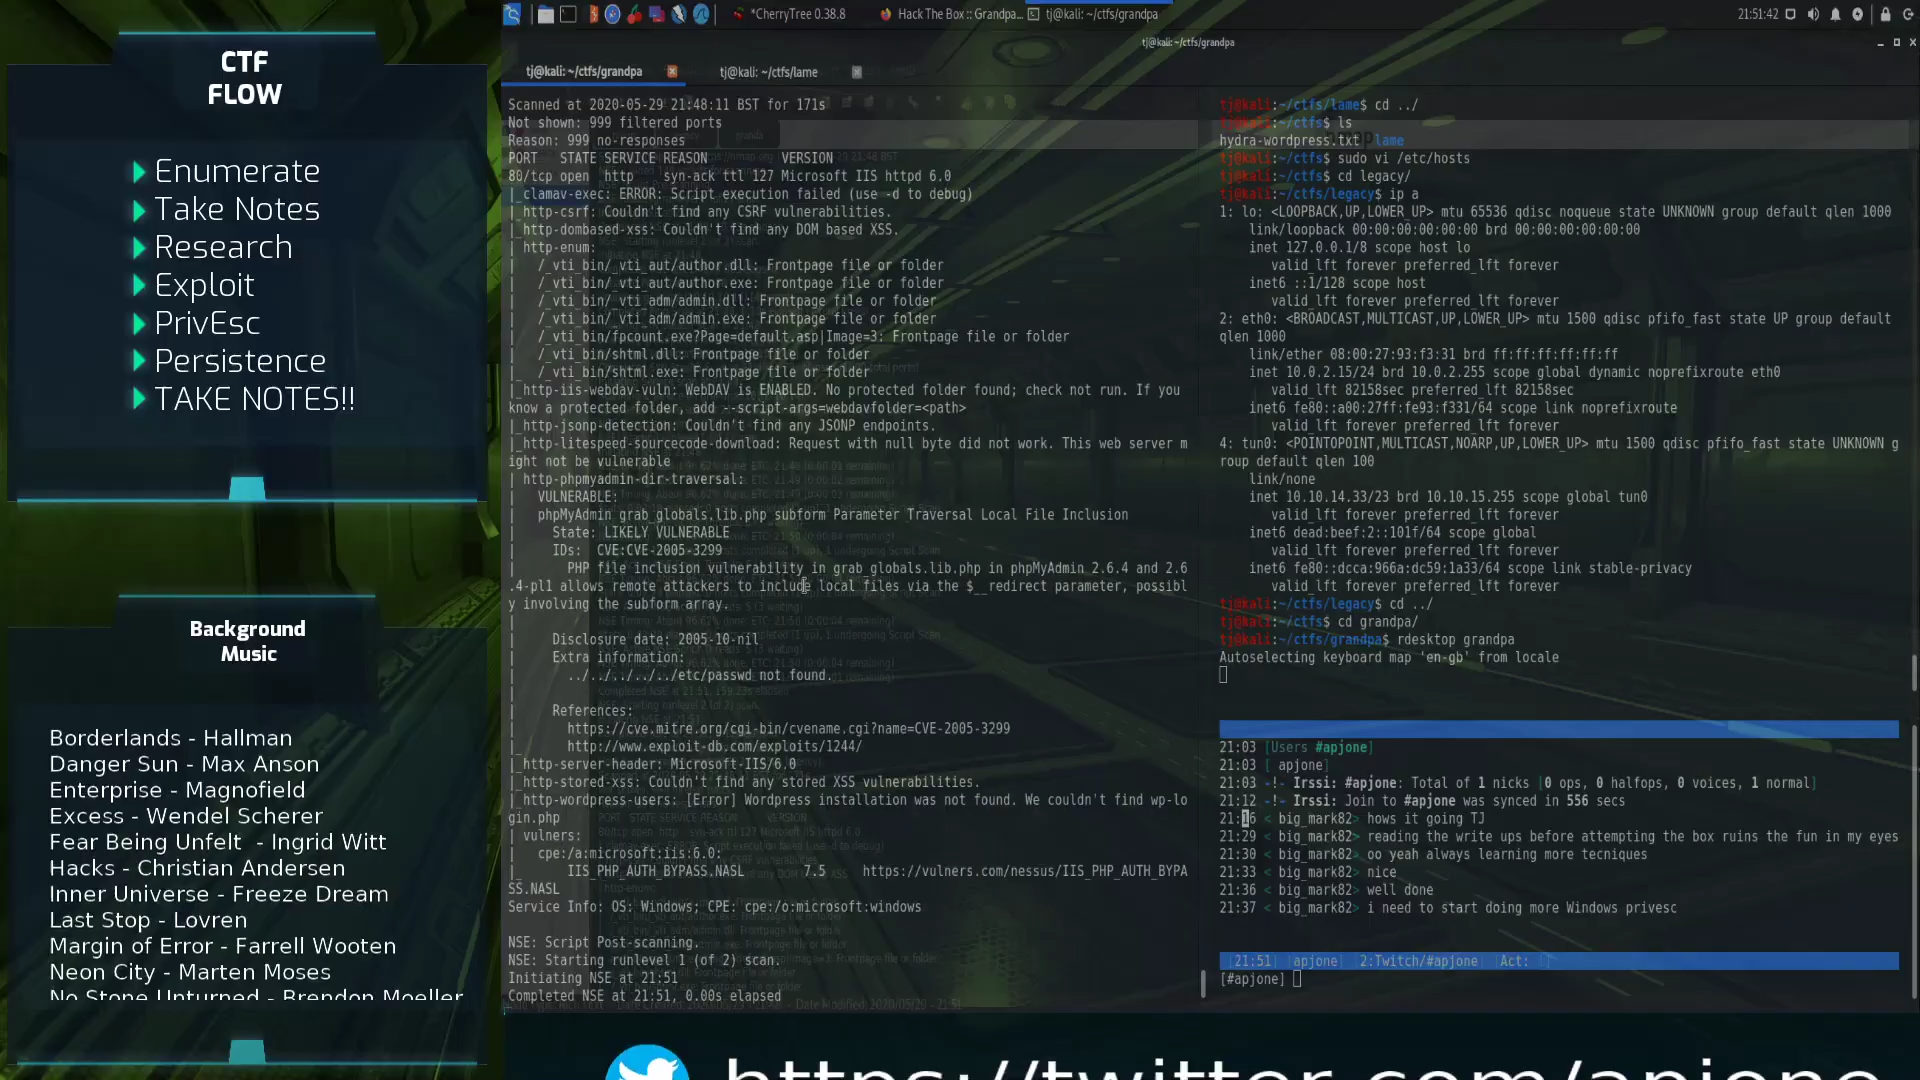 CTF
FLOW
Enumerate
Take Notes
Research
Exploit
PrivEsc
Persistence
TAKE NOTES!!
Background
Music
Borderlands - Hallman
Danger Sun - Max Anson
Enterprise - Magnofield
Excess - Wendel Scherer
Fear Being Unfelt - Ingrid Witt
Hacks - Christian Andersen
Inner Universe - Freeze Dream
Last Stop - Lovren
Margin of Error - Farrell Wooten
Neon City - Marten Moses
No Stone Unturned - Brendon Moeller
*CherryTree 0.38.8
Hack The Box :: Grandpa...
tj@kali: ~/ctfs/grandpa
21:51:42
tj@kali: ~/ctfs/grandpa
tj@kali: ~/ctfs/grandpa
tj@kali: ~/ctfs/lame
Scanned at 2020-05-29 21:48:11 BST for 171s
Not shown: 999 filtered ports
Reason: 999 no-responses
PORT STATE SERVICE REASON VERSION
80/tcp open http syn-ack ttl 127 Microsoft IIS httpd 6.0
|_clamav-exec: ERROR: Script execution failed (use -d to debug)
|_http-csrf: Couldn't find any CSRF vulnerabilities.
|_http-dombased-xss: Couldn't find any DOM based XSS.
| http-enum:
| /_vti_bin/_vti_aut/author.dll: Frontpage file or folder
| /_vti_bin/_vti_aut/author.exe: Frontpage file or folder
| /_vti_bin/_vti_adm/admin.dll: Frontpage file or folder
| /_vti_bin/_vti_adm/admin.exe: Frontpage file or folder
| /_vti_bin/fpcount.exe?Page=default.asp|Image=3: Frontpage file or folder
| /_vti_bin/shtml.dll: Frontpage file or folder
|_ /_vti_bin/shtml.exe: Frontpage file or folder
|_http-iis-webdav-vuln: WebDAV is ENABLED. No protected folder found; check not run. If you
know a protected folder, add --script-args=webdavfolder=<path>
|_http-jsonp-detection: Couldn't find any JSONP endpoints.
|_http-litespeed-sourcecode-download: Request with null byte did not work. This web server m
ight not be vulnerable
| http-phpmyadmin-dir-traversal:
| VULNERABLE:
| phpMyAdmin grab_globals.lib.php subform Parameter Traversal Local File Inclusion
| State: LIKELY VULNERABLE
| IDs: CVE:CVE-2005-3299
| PHP file inclusion vulnerability in grab_globals.lib.php in phpMyAdmin 2.6.4 and 2.6
.4-pl1 allows remote attackers to include local files via the $__redirect parameter, possibl
y involving the subform array.
|
| Disclosure date: 2005-10-nil
| Extra information:
| ../../../../../etc/passwd not found.
|
| References:
| https://cve.mitre.org/cgi-bin/cvename.cgi?name=CVE-2005-3299
|_ http://www.exploit-db.com/exploits/1244/
|_http-server-header: Microsoft-IIS/6.0
|_http-stored-xss: Couldn't find any stored XSS vulnerabilities.
|_http-wordpress-users: [Error] Wordpress installation was not found. We couldn't find wp-lo
gin.php
| vulners:
| cpe:/a:microsoft:iis:6.0:
|_ IIS_PHP_AUTH_BYPASS.NASL 7.5 https://vulners.com/nessus/IIS_PHP_AUTH_BYPA
SS.NASL
Service Info: OS: Windows; CPE: cpe:/o:microsoft:windows
NSE: Script Post-scanning.
NSE: Starting runlevel 1 (of 2) scan.
Initiating NSE at 21:51
Completed NSE at 21:51, 0.00s elapsed
tj@kali:~/ctfs/lame$ cd ../
tj@kali:~/ctfs$ ls
hydra-wordpress.txt lame
tj@kali:~/ctfs$ sudo vi /etc/hosts
tj@kali:~/ctfs$ cd legacy/
tj@kali:~/ctfs/legacy$ ip a
1: lo: <LOOPBACK,UP,LOWER_UP> mtu 65536 qdisc noqueue state UNKNOWN group default qlen 1000
link/loopback 00:00:00:00:00:00 brd 00:00:00:00:00:00
inet 127.0.0.1/8 scope host lo
valid_lft forever preferred_lft forever
inet6 ::1/128 scope host
valid_lft forever preferred_lft forever
2: eth0: <BROADCAST,MULTICAST,UP,LOWER_UP> mtu 1500 qdisc pfifo_fast state UP group default
qlen 1000
link/ether 08:00:27:93:f3:31 brd ff:ff:ff:ff:ff:ff
inet 10.0.2.15/24 brd 10.0.2.255 scope global dynamic noprefixroute eth0
valid_lft 82158sec preferred_lft 82158sec
inet6 fe80::a00:27ff:fe93:f331/64 scope link noprefixroute
valid_lft forever preferred_lft forever
4: tun0: <POINTOPOINT,MULTICAST,NOARP,UP,LOWER_UP> mtu 1500 qdisc pfifo_fast state UNKNOWN g
roup default qlen 100
link/none
inet 10.10.14.33/23 brd 10.10.15.255 scope global tun0
valid_lft forever preferred_lft forever
inet6 dead:beef:2::101f/64 scope global
valid_lft forever preferred_lft forever
inet6 fe80::dcca:966a:dc59:1a33/64 scope link stable-privacy
valid_lft forever preferred_lft forever
tj@kali:~/ctfs/legacy$ cd ../
tj@kali:~/ctfs$ cd grandpa/
tj@kali:~/ctfs/grandpa$ rdesktop grandpa
Autoselecting keyboard map 'en-gb' from locale
21:03 [Users #apjone]
21:03 [ apjone]
21:03 -!- Irssi: #apjone: Total of 1 nicks [0 ops, 0 halfops, 0 voices, 1 normal]
21:12 -!- Irssi: Join to #apjone was synced in 556 secs
21:16 < big_mark82> hows it going TJ
21:29 < big_mark82> reading the write ups before attempting the box ruins the fun in my eyes
21:30 < big_mark82> oo yeah always learning more tecniques
21:33 < big_mark82> nice
21:36 < big_mark82> well done
21:37 < big_mark82> i need to start doing more Windows privesc
[21:51] [apjone] [2:Twitch/#apjone] [Act: ]
[#apjone]
https://twitter.com/apjone